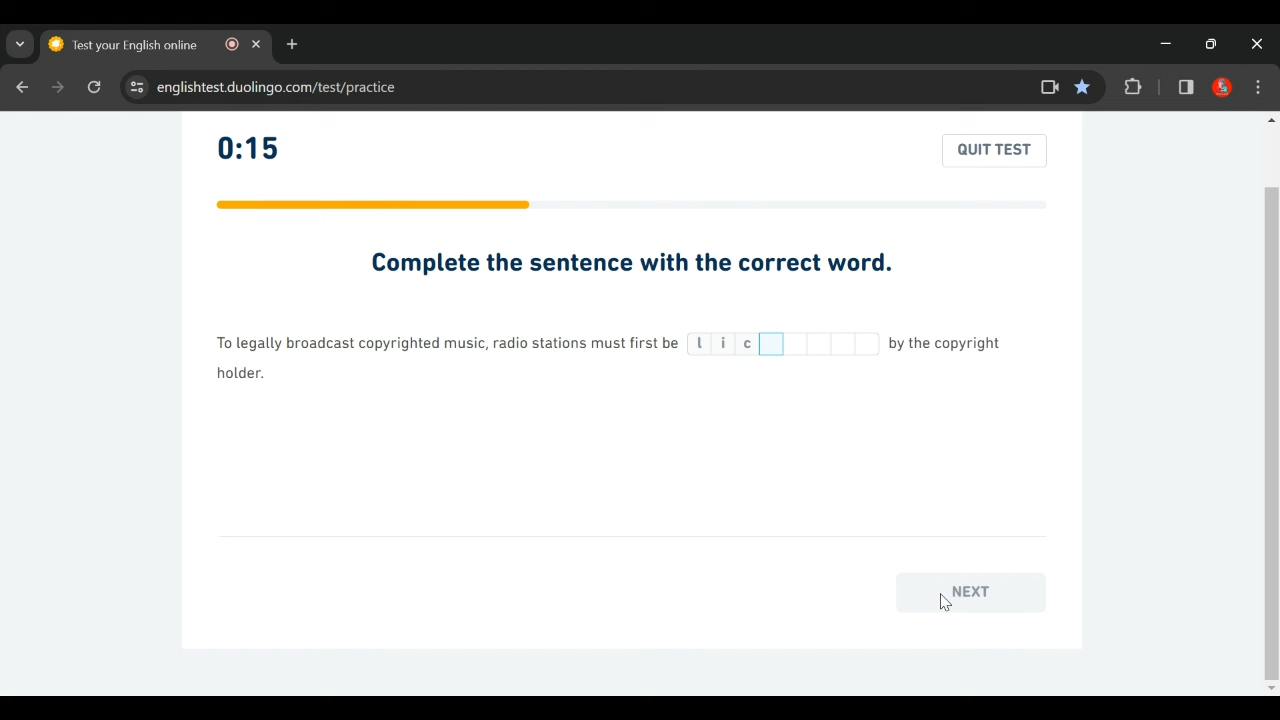 Test your English online
englishtest.duolingo.com/test/practice
0:15
QUIT TEST
Complete the sentence with the correct word.
To legally broadcast copyrighted music, radio stations must first be l i c by the copyright
holder.
NEXT